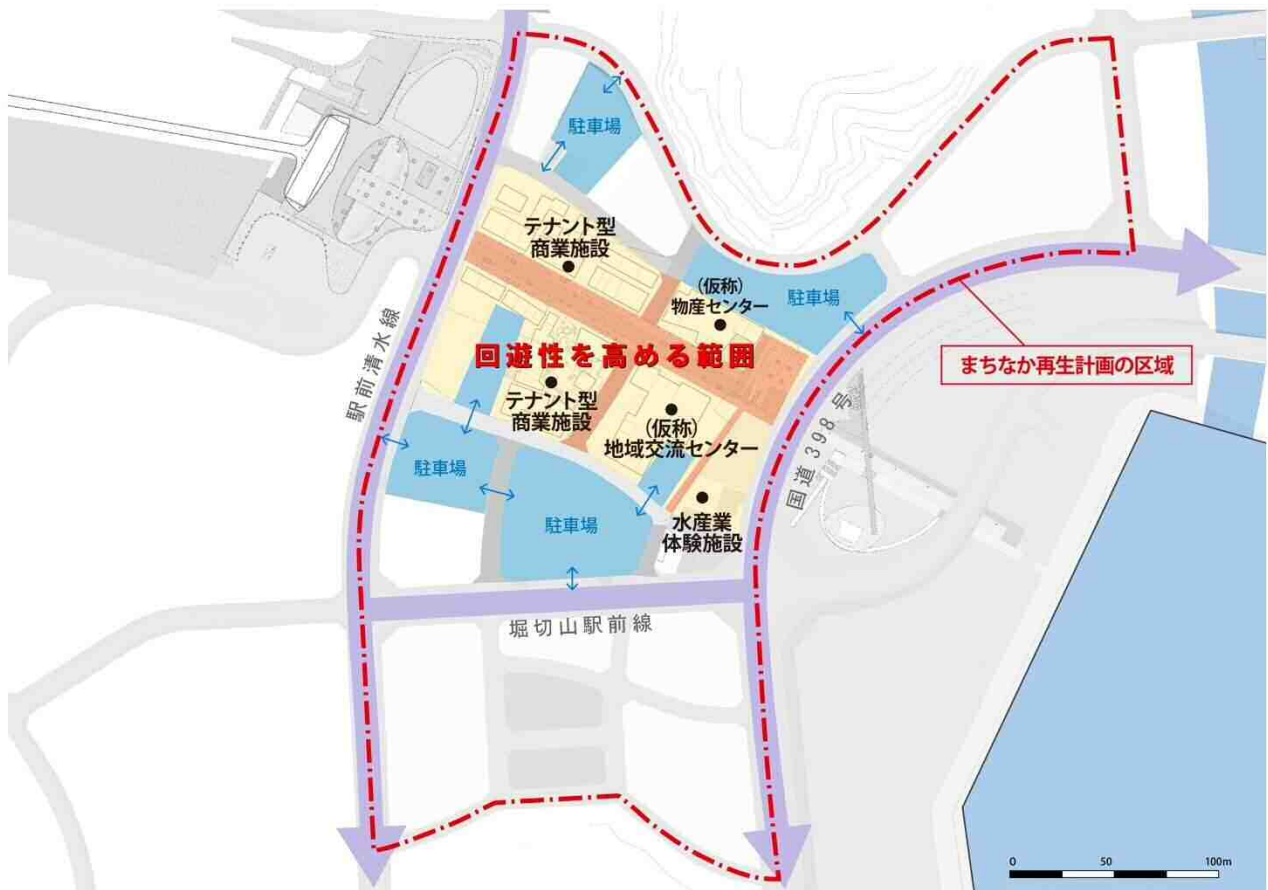 駐車場
テナント型
商業施設
(仮称)
物産センター
駐車場
回遊性を高める範囲
まちなか再生計画の区域
駅前清水線
テナント型
商業施設
(仮称)
地域交流センター
国道398号
駐車場
駐車場
水産業
体験施設
堀切山駅前線
0 50 100m